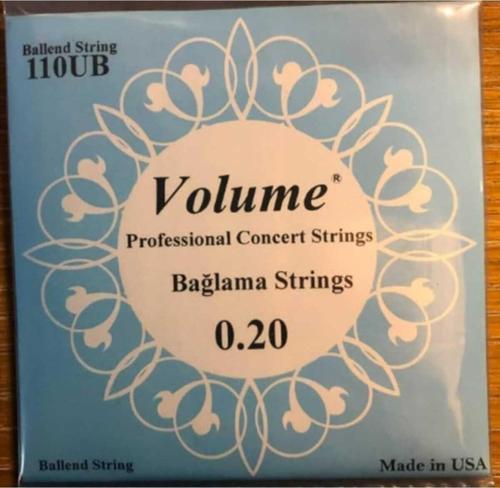 Ballend String
110UB
Volume®
Professional Concert Strings
Bağlama Strings
0.20
Ballend String
Made in USA